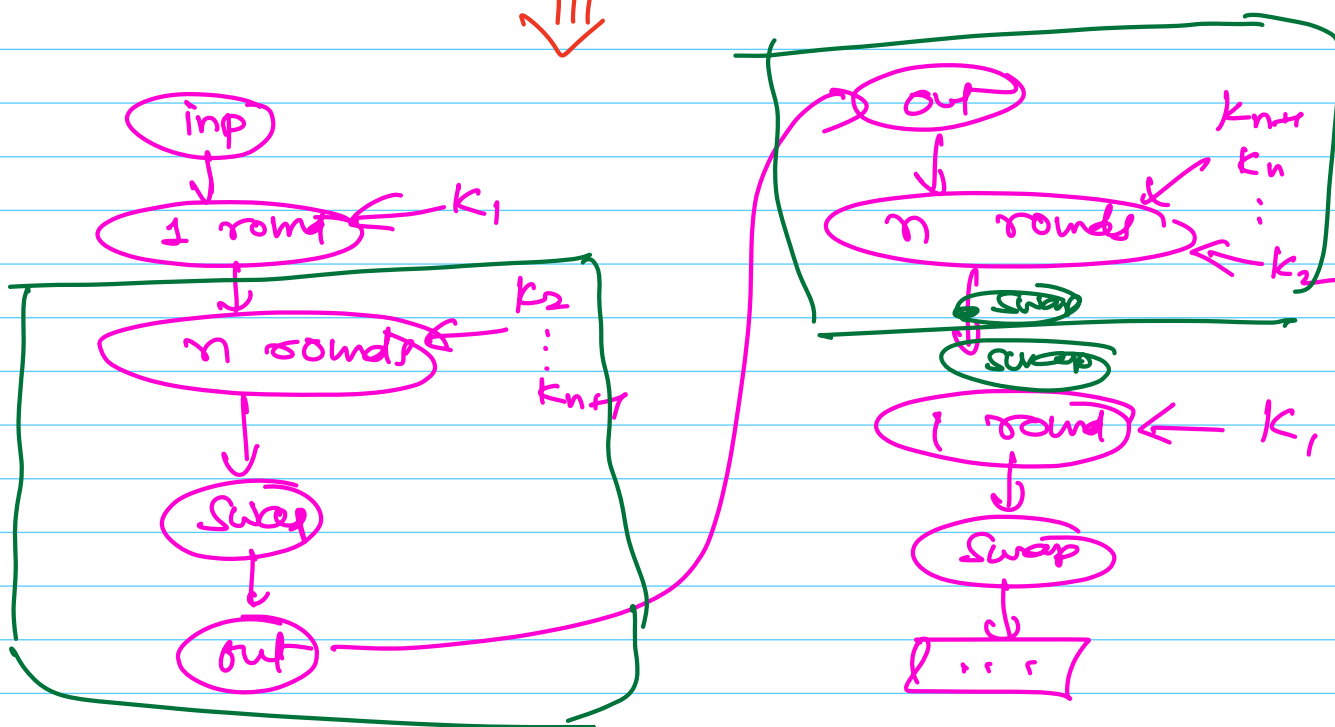 inp
1 round
K1
n rounds
K2
⋮
Kn+1
swap
out
out
Kn+1
Kn
⋮
K2
n rounds
swap
swap
1 round
K1
swap
...